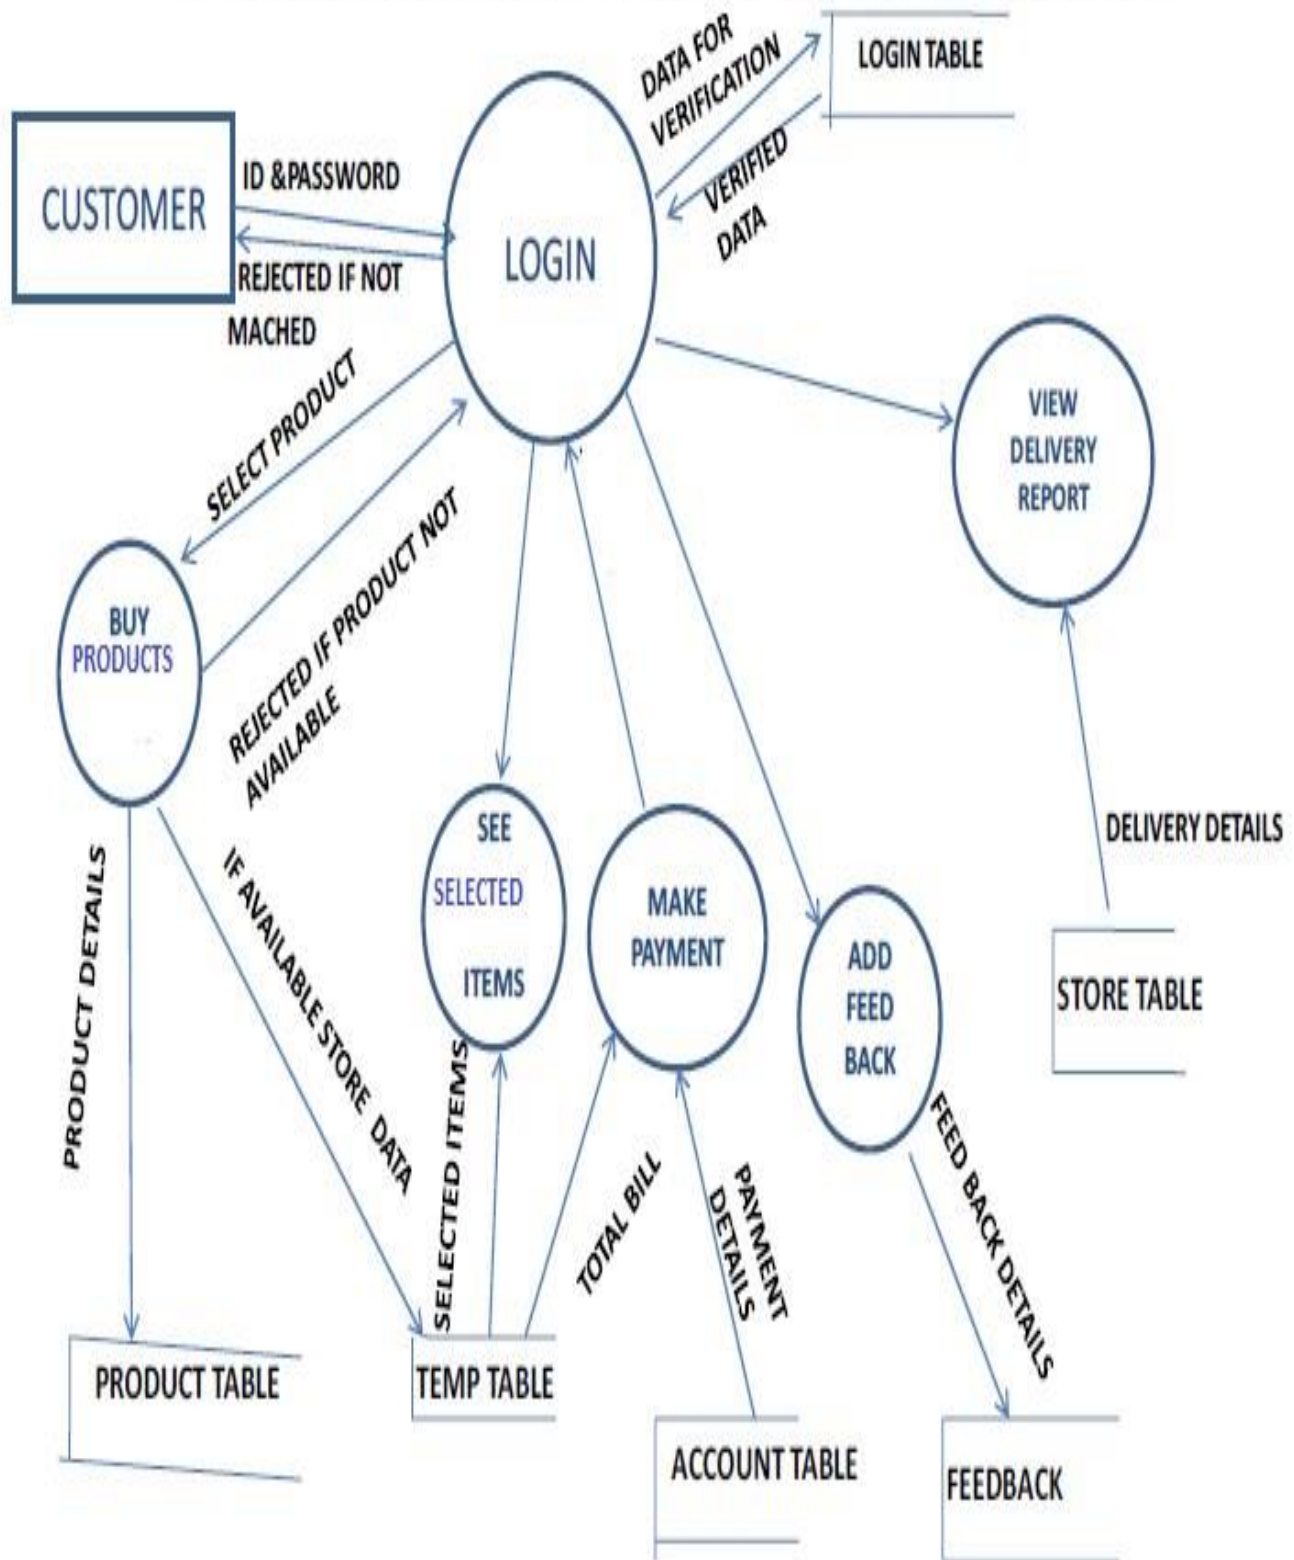 DATA FOR
VERIFICATION
LOGIN TABLE
CUSTOMER
ID &PASSWORD
VERIFIED
DATA
LOGIN
REJECTED IF NOT
MACHED
SELECT PRODUCT
VIEW
DELIVERY
REPORT
REJECTED IF PRODUCT NOT
AVAILABLE
BUY
PRODUCTS
SEE
SELECTED
ITEMS
MAKE
PAYMENT
DELIVERY DETAILS
PRODUCT DETAILS
IF AVAILABLE STORE DATA
ADD
FEED
BACK
STORE TABLE
SELECTED ITEMS
TOTAL BILL
PAYMENT
DETAILS
FEED BACK DETAILS
PRODUCT TABLE
TEMP TABLE
ACCOUNT TABLE
FEEDBACK